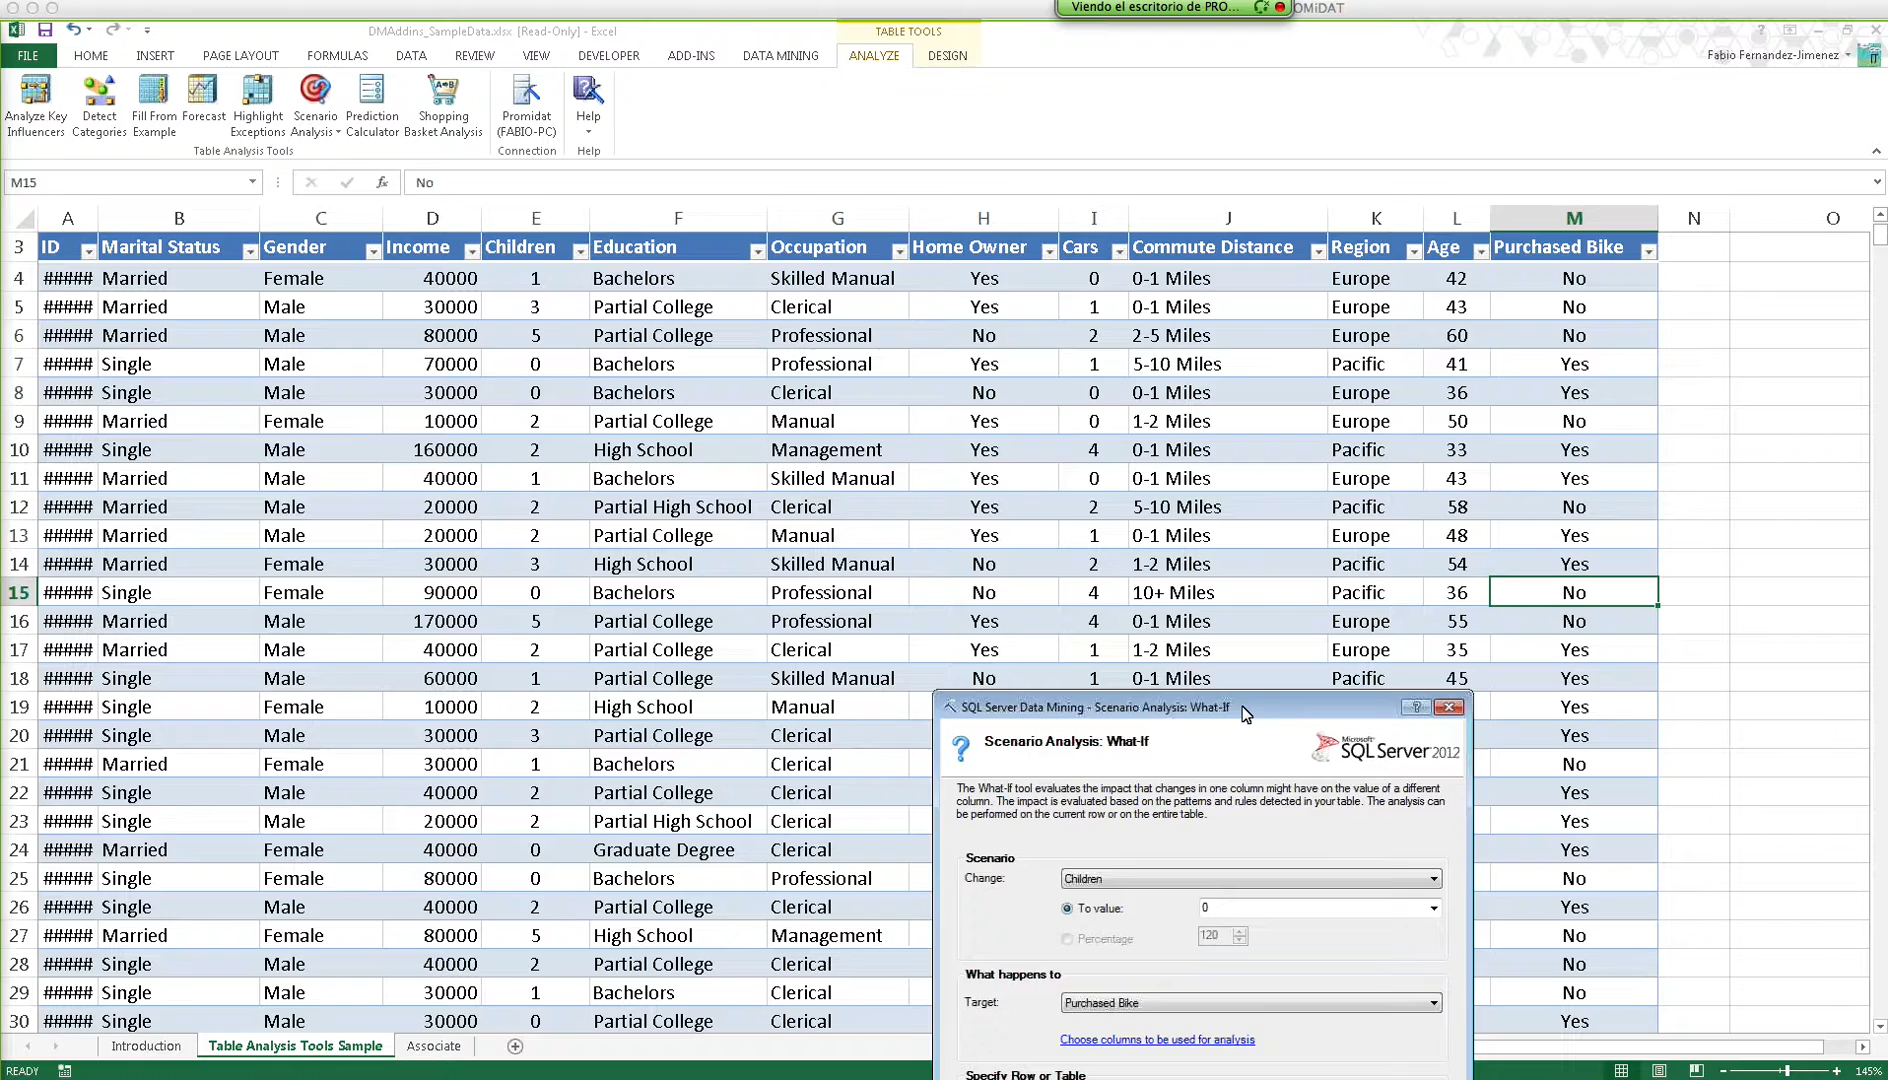 Viendo el escritorio de PRO...
OMiDAT
DMAddins_SampleData.xlsx [Read-Only] - Excel
TABLE TOOLS
FILE HOME INSERT PAGE LAYOUT FORMULAS DATA REVIEW VIEW DEVELOPER ADD-INS DATA MINING ANALYZE DESIGN
Fabio Fernandez-Jimenez
Analyze Key Influencers
Detect Categories
Fill From Example
Forecast
Highlight Exceptions
Scenario Analysis
Prediction Calculator
Shopping Basket Analysis
Promidat (FABIO-PC)
Help
Table Analysis Tools Connection Help
M15 fx No
A B C D E F G H I J K L M N O
3 ID Marital Status Gender Income Children Education Occupation Home Owner Cars Commute Distance Region Age Purchased Bike
4 ##### Married Female 40000 1 Bachelors Skilled Manual Yes 0 0-1 Miles Europe 42 No
5 ##### Married Male 30000 3 Partial College Clerical Yes 1 0-1 Miles Europe 43 No
6 ##### Married Male 80000 5 Partial College Professional No 2 2-5 Miles Europe 60 No
7 ##### Single Male 70000 0 Bachelors Professional Yes 1 5-10 Miles Pacific 41 Yes
8 ##### Single Male 30000 0 Bachelors Clerical No 0 0-1 Miles Europe 36 Yes
9 ##### Married Female 10000 2 Partial College Manual Yes 0 1-2 Miles Europe 50 No
10 ##### Single Male 160000 2 High School Management Yes 4 0-1 Miles Pacific 33 Yes
11 ##### Married Male 40000 1 Bachelors Skilled Manual Yes 0 0-1 Miles Europe 43 Yes
12 ##### Married Male 20000 2 Partial High School Clerical Yes 2 5-10 Miles Pacific 58 No
13 ##### Married Male 20000 2 Partial College Manual Yes 1 0-1 Miles Europe 48 Yes
14 ##### Married Female 30000 3 High School Skilled Manual No 2 1-2 Miles Pacific 54 Yes
15 ##### Single Female 90000 0 Bachelors Professional No 4 10+ Miles Pacific 36 No
16 ##### Married Male 170000 5 Partial College Professional Yes 4 0-1 Miles Europe 55 No
17 ##### Married Male 40000 2 Partial College Clerical Yes 1 1-2 Miles Europe 35 Yes
18 ##### Single Male 60000 1 Partial College Skilled Manual No 1 0-1 Miles Pacific 45 Yes
19 ##### Single Female 10000 2 High School Manual Yes
20 ##### Single Male 30000 3 Partial College Clerical Yes
21 ##### Married Male 30000 1 Bachelors Clerical No
22 ##### Single Male 40000 2 Partial College Clerical Yes
23 ##### Single Male 20000 2 Partial High School Clerical Yes
24 ##### Married Female 40000 0 Graduate Degree Clerical Yes
25 ##### Single Female 80000 0 Bachelors Professional No
26 ##### Single Male 40000 2 Partial College Clerical Yes
27 ##### Married Female 80000 5 High School Management No
28 ##### Single Male 40000 2 Partial College Clerical No
29 ##### Single Male 30000 1 Bachelors Clerical No
30 ##### Single Male 30000 0 Partial College Clerical Yes
SQL Server Data Mining - Scenario Analysis: What-If
Scenario Analysis: What-If
Microsoft SQL Server 2012
The What-If tool evaluates the impact that changes in one column might have on the value of a different
column. The impact is evaluated based on the patterns and rules detected in your table. The analysis can
be performed on the current row or on the entire table.
Scenario
Change: Children
To value: 0
Percentage 120
What happens to
Target: Purchased Bike
Choose columns to be used for analysis
Specify Row or Table
Introduction Table Analysis Tools Sample Associate
READY 145%